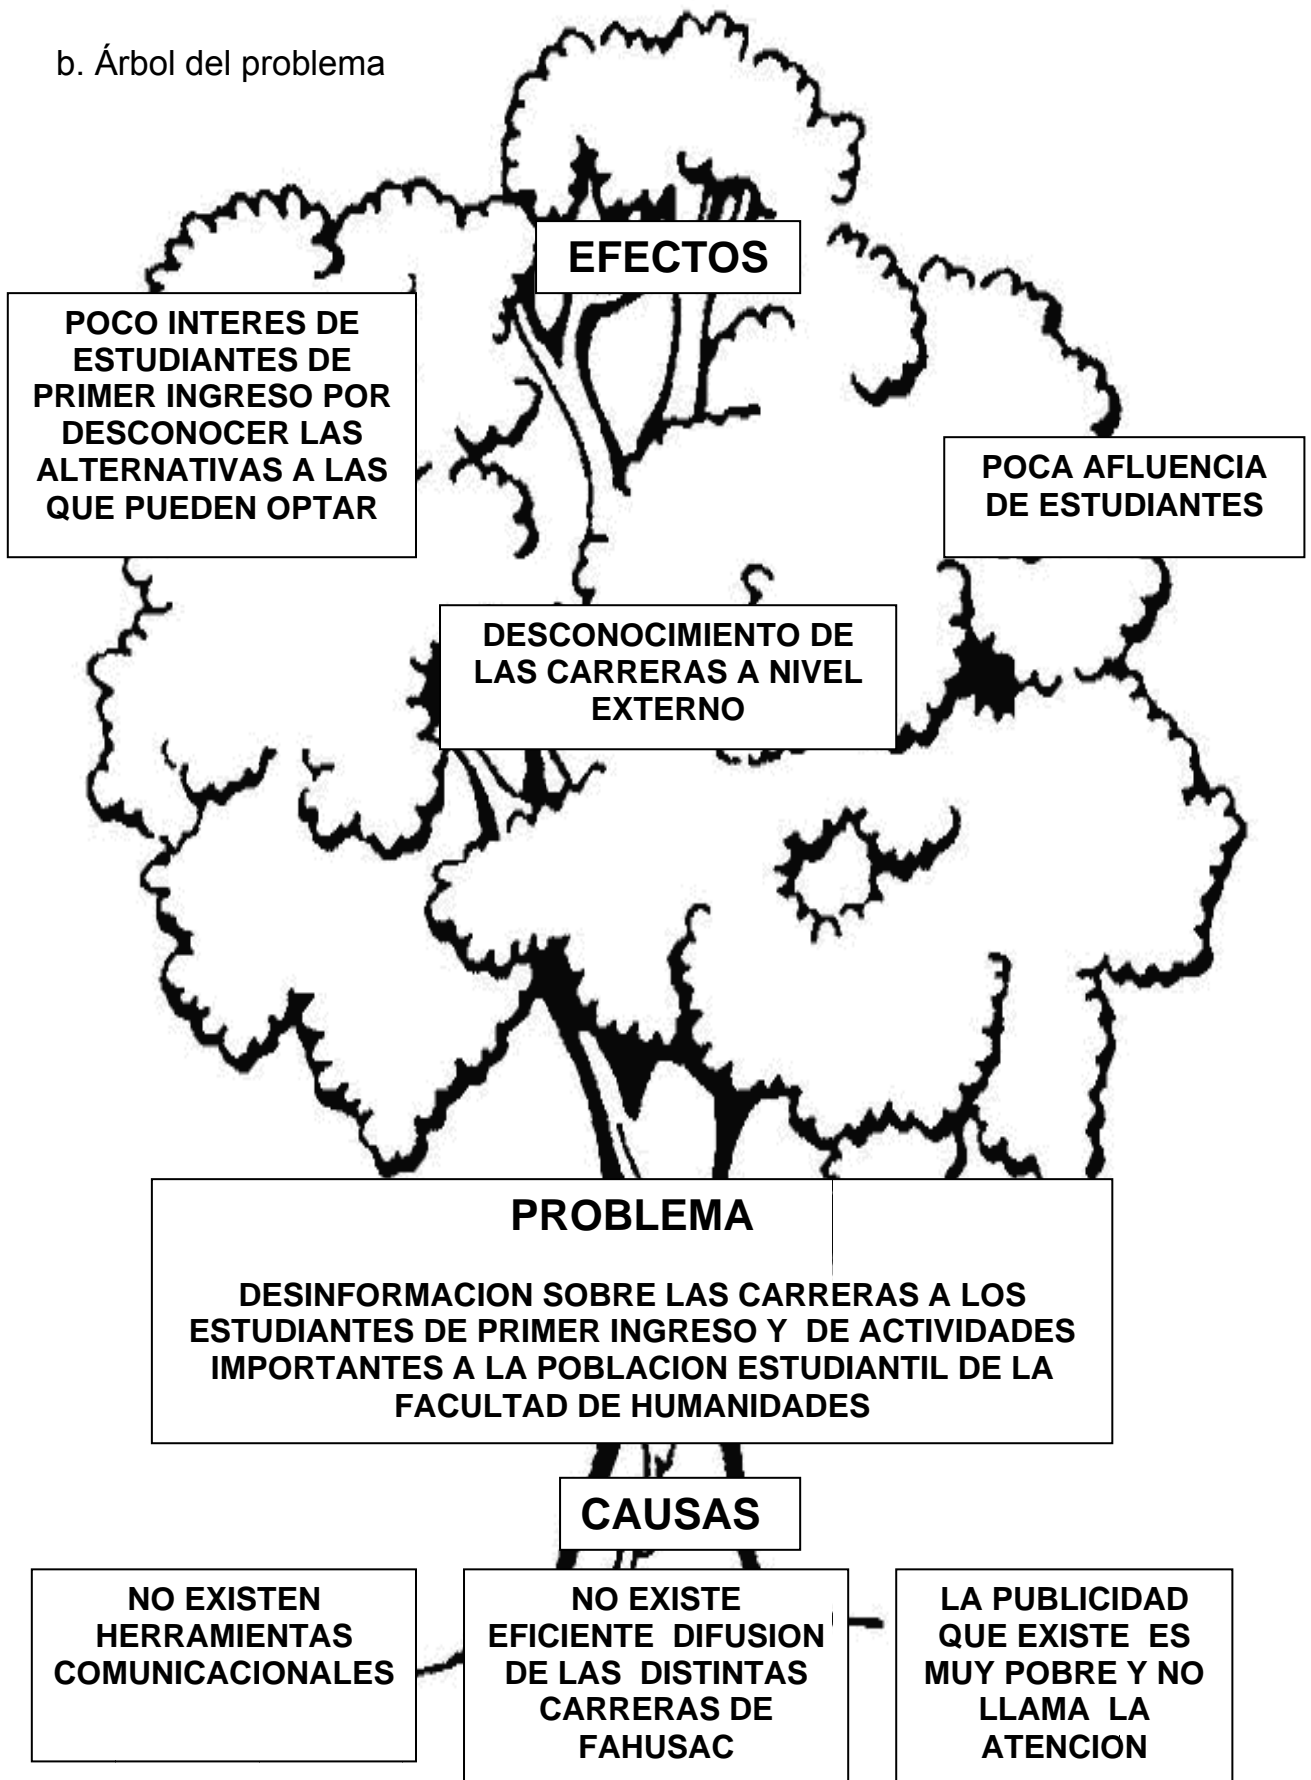 b. Árbol del problema
EFECTOS
POCO INTERES DE
ESTUDIANTES DE
PRIMER INGRESO POR
DESCONOCER LAS
ALTERNATIVAS A LAS
QUE PUEDEN OPTAR
POCA AFLUENCIA
DE ESTUDIANTES
DESCONOCIMIENTO DE
LAS CARRERAS A NIVEL
EXTERNO
PROBLEMA
DESINFORMACION SOBRE LAS CARRERAS A LOS
ESTUDIANTES DE PRIMER INGRESO Y DE ACTIVIDADES
IMPORTANTES A LA POBLACION ESTUDIANTIL DE LA
FACULTAD DE HUMANIDADES
CAUSAS
NO EXISTEN
HERRAMIENTAS
COMUNICACIONALES
NO EXISTE
EFICIENTE DIFUSION
DE LAS DISTINTAS
CARRERAS DE
FAHUSAC
LA PUBLICIDAD
QUE EXISTE ES
MUY POBRE Y NO
LLAMA LA
ATENCION